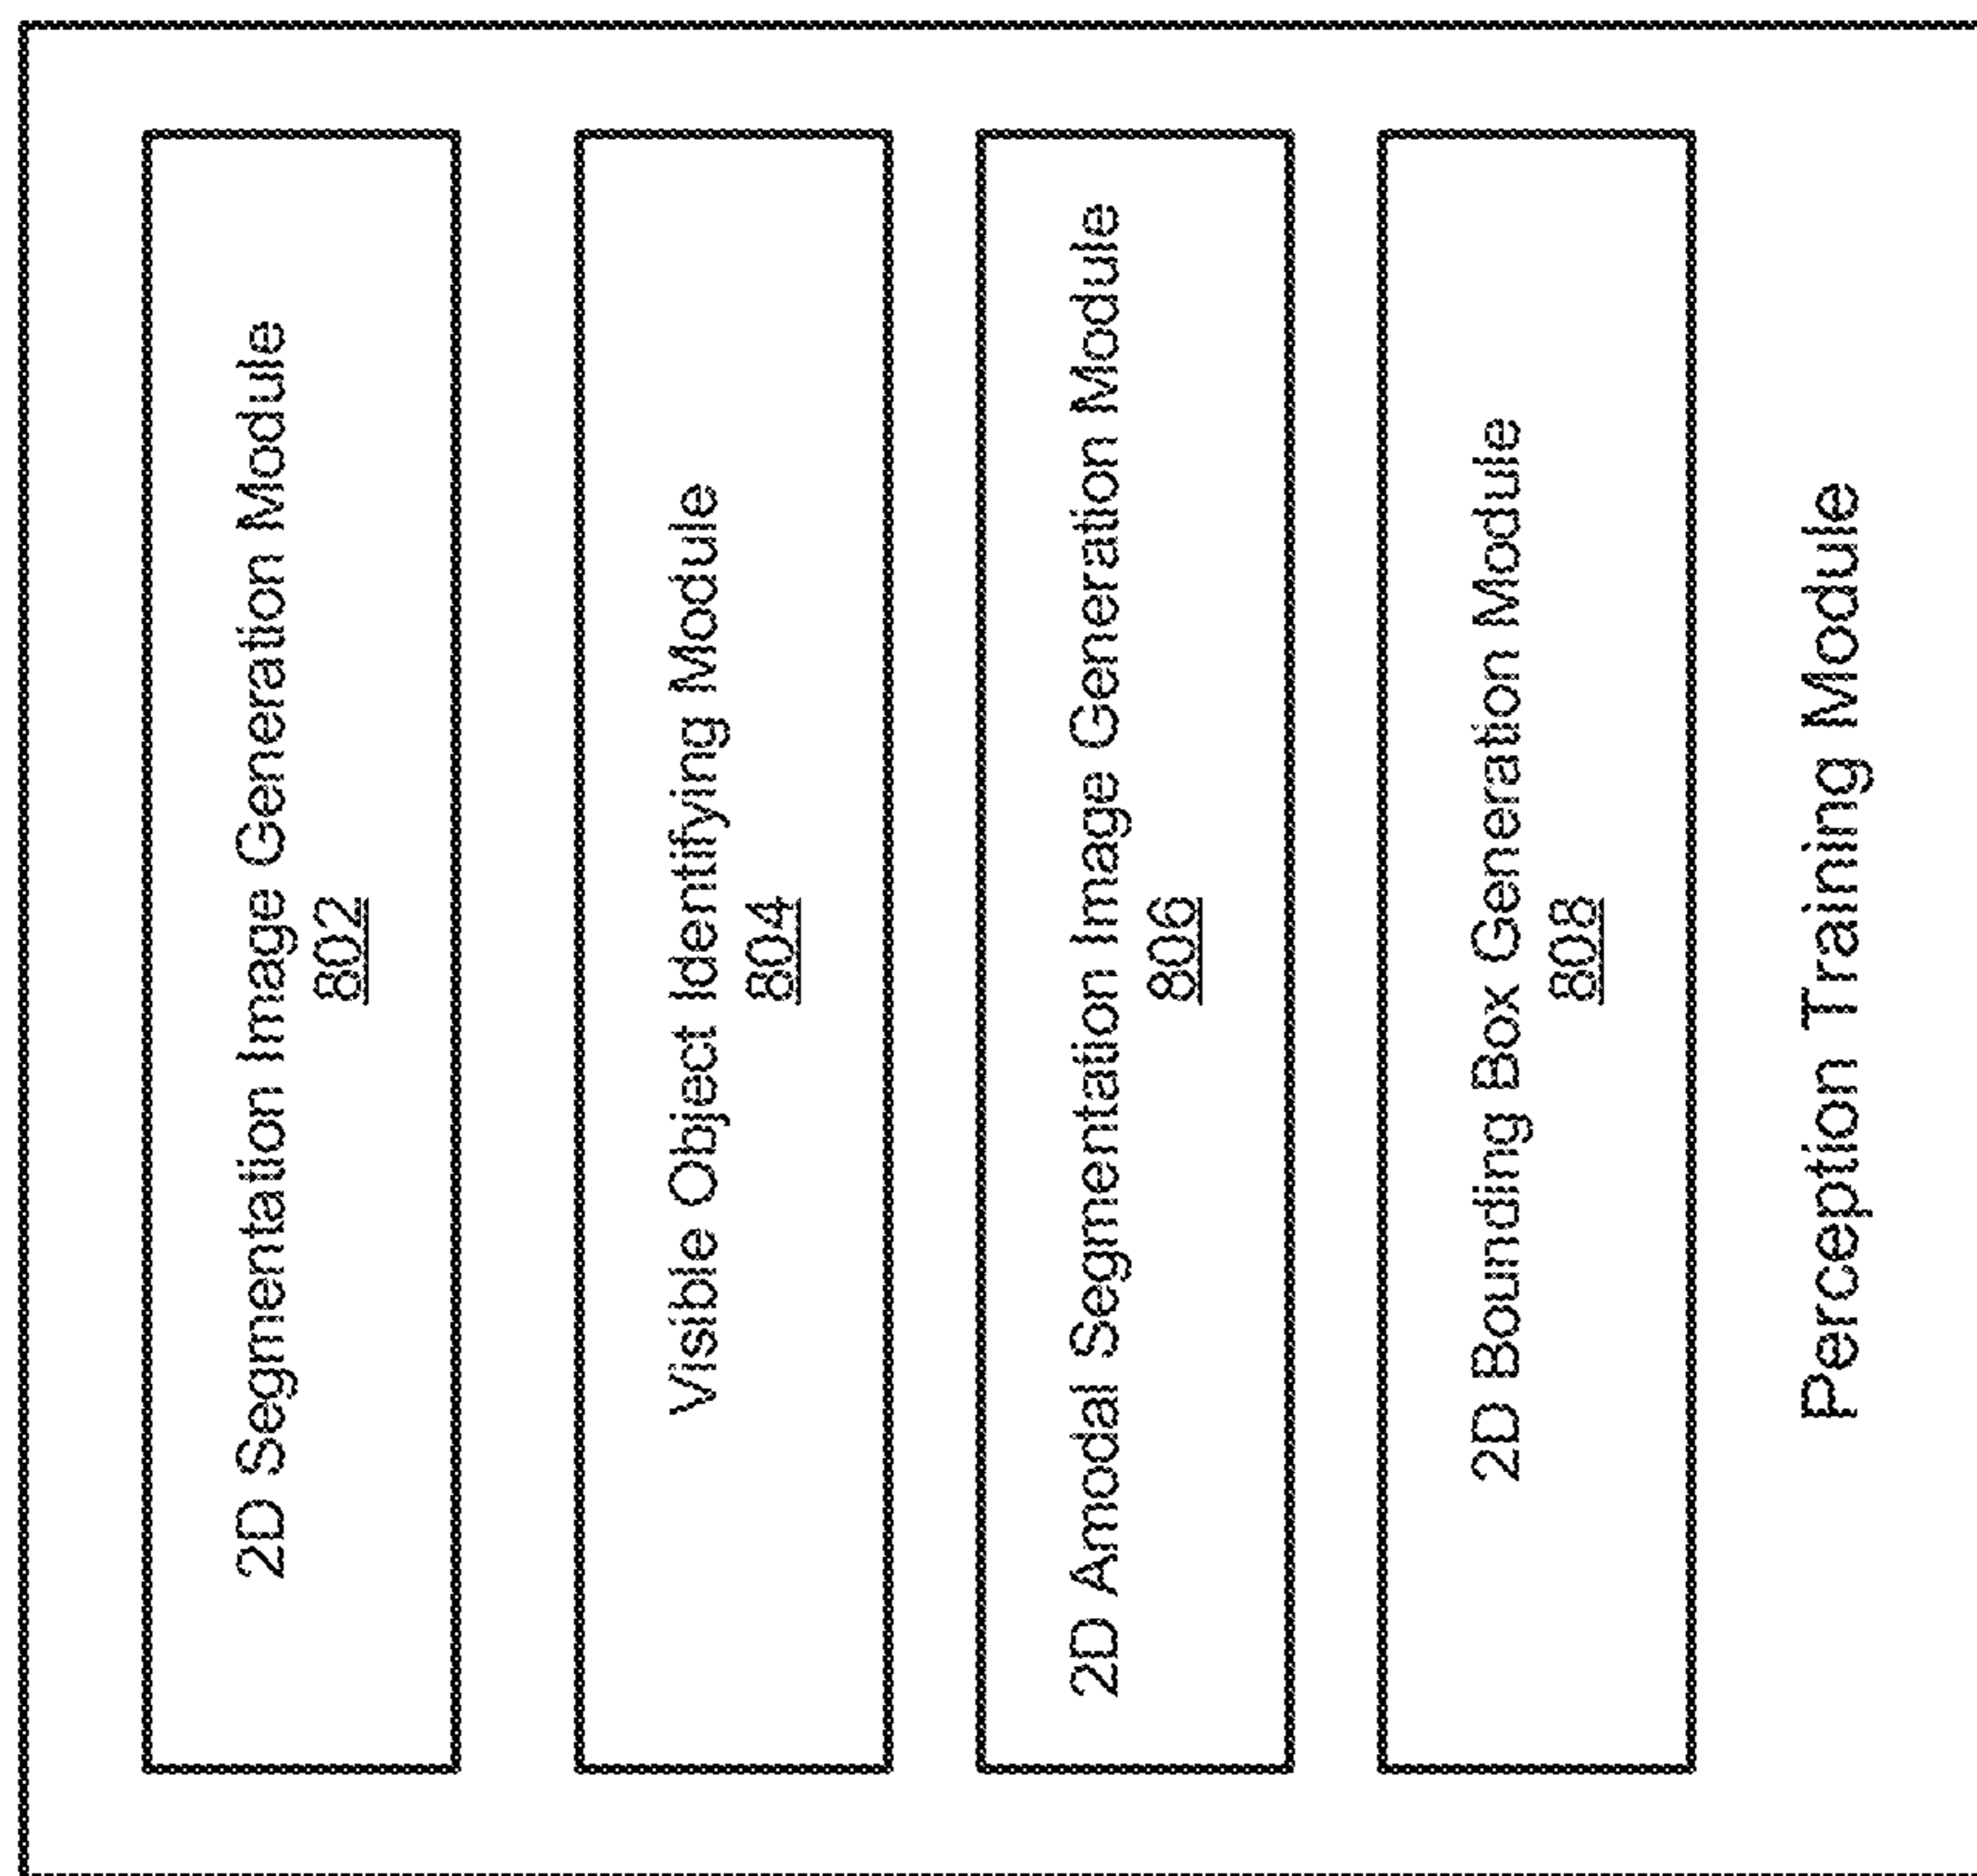 2D Segmentation Image Generation Module
802
Visible Object Identifying Module
804
2D Amodal Segmentation Image Generation Module
806
2D Bounding Box Generation Module
808
Perception Training Module